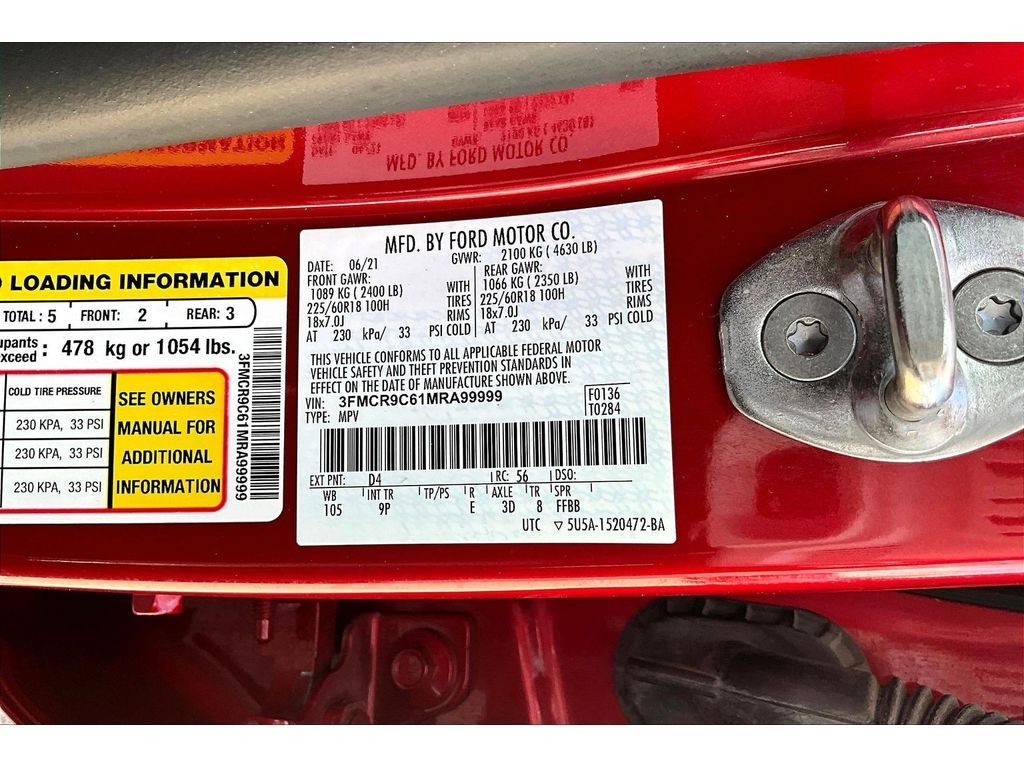 LOADING INFORMATION
TOTAL: 5 FRONT: 2 REAR: 3
upants
exceed : 478 kg or 1054 lbs.
COLD TIRE PRESSURE
230 KPA, 33 PSI
230 KPA, 33 PSI
230 KPA, 33 PSI
SEE OWNERS
MANUAL FOR
ADDITIONAL
INFORMATION
3FMCR9C61MRA99999
MFD. BY FORD MOTOR CO.
DATE: 06/21 GVWR: 2100 KG ( 4630 LB)
FRONT GAWR: REAR GAWR:
1089 KG ( 2400 LB) WITH 1066 KG ( 2350 LB) WITH
225/60R18 100H TIRES 225/60R18 100H TIRES
18x7.0J RIMS 18x7.0J RIMS
AT 230 kPa/ 33 PSI COLD AT 230 kPa/ 33 PSI COLD
THIS VEHICLE CONFORMS TO ALL APPLICABLE FEDERAL MOTOR
VEHICLE SAFETY AND THEFT PREVENTION STANDARDS IN
EFFECT ON THE DATE OF MANUFACTURE SHOWN ABOVE.
VIN: 3FMCR9C61MRA99999 F0136
TYPE: MPV T0284
EXT PNT: D4 RC: 56 DSO:
WB INT TR TP/PS R AXLE TR SPR
105 9P E 3D 8 FFBB
UTC ▽ 5U5A-1520472-BA